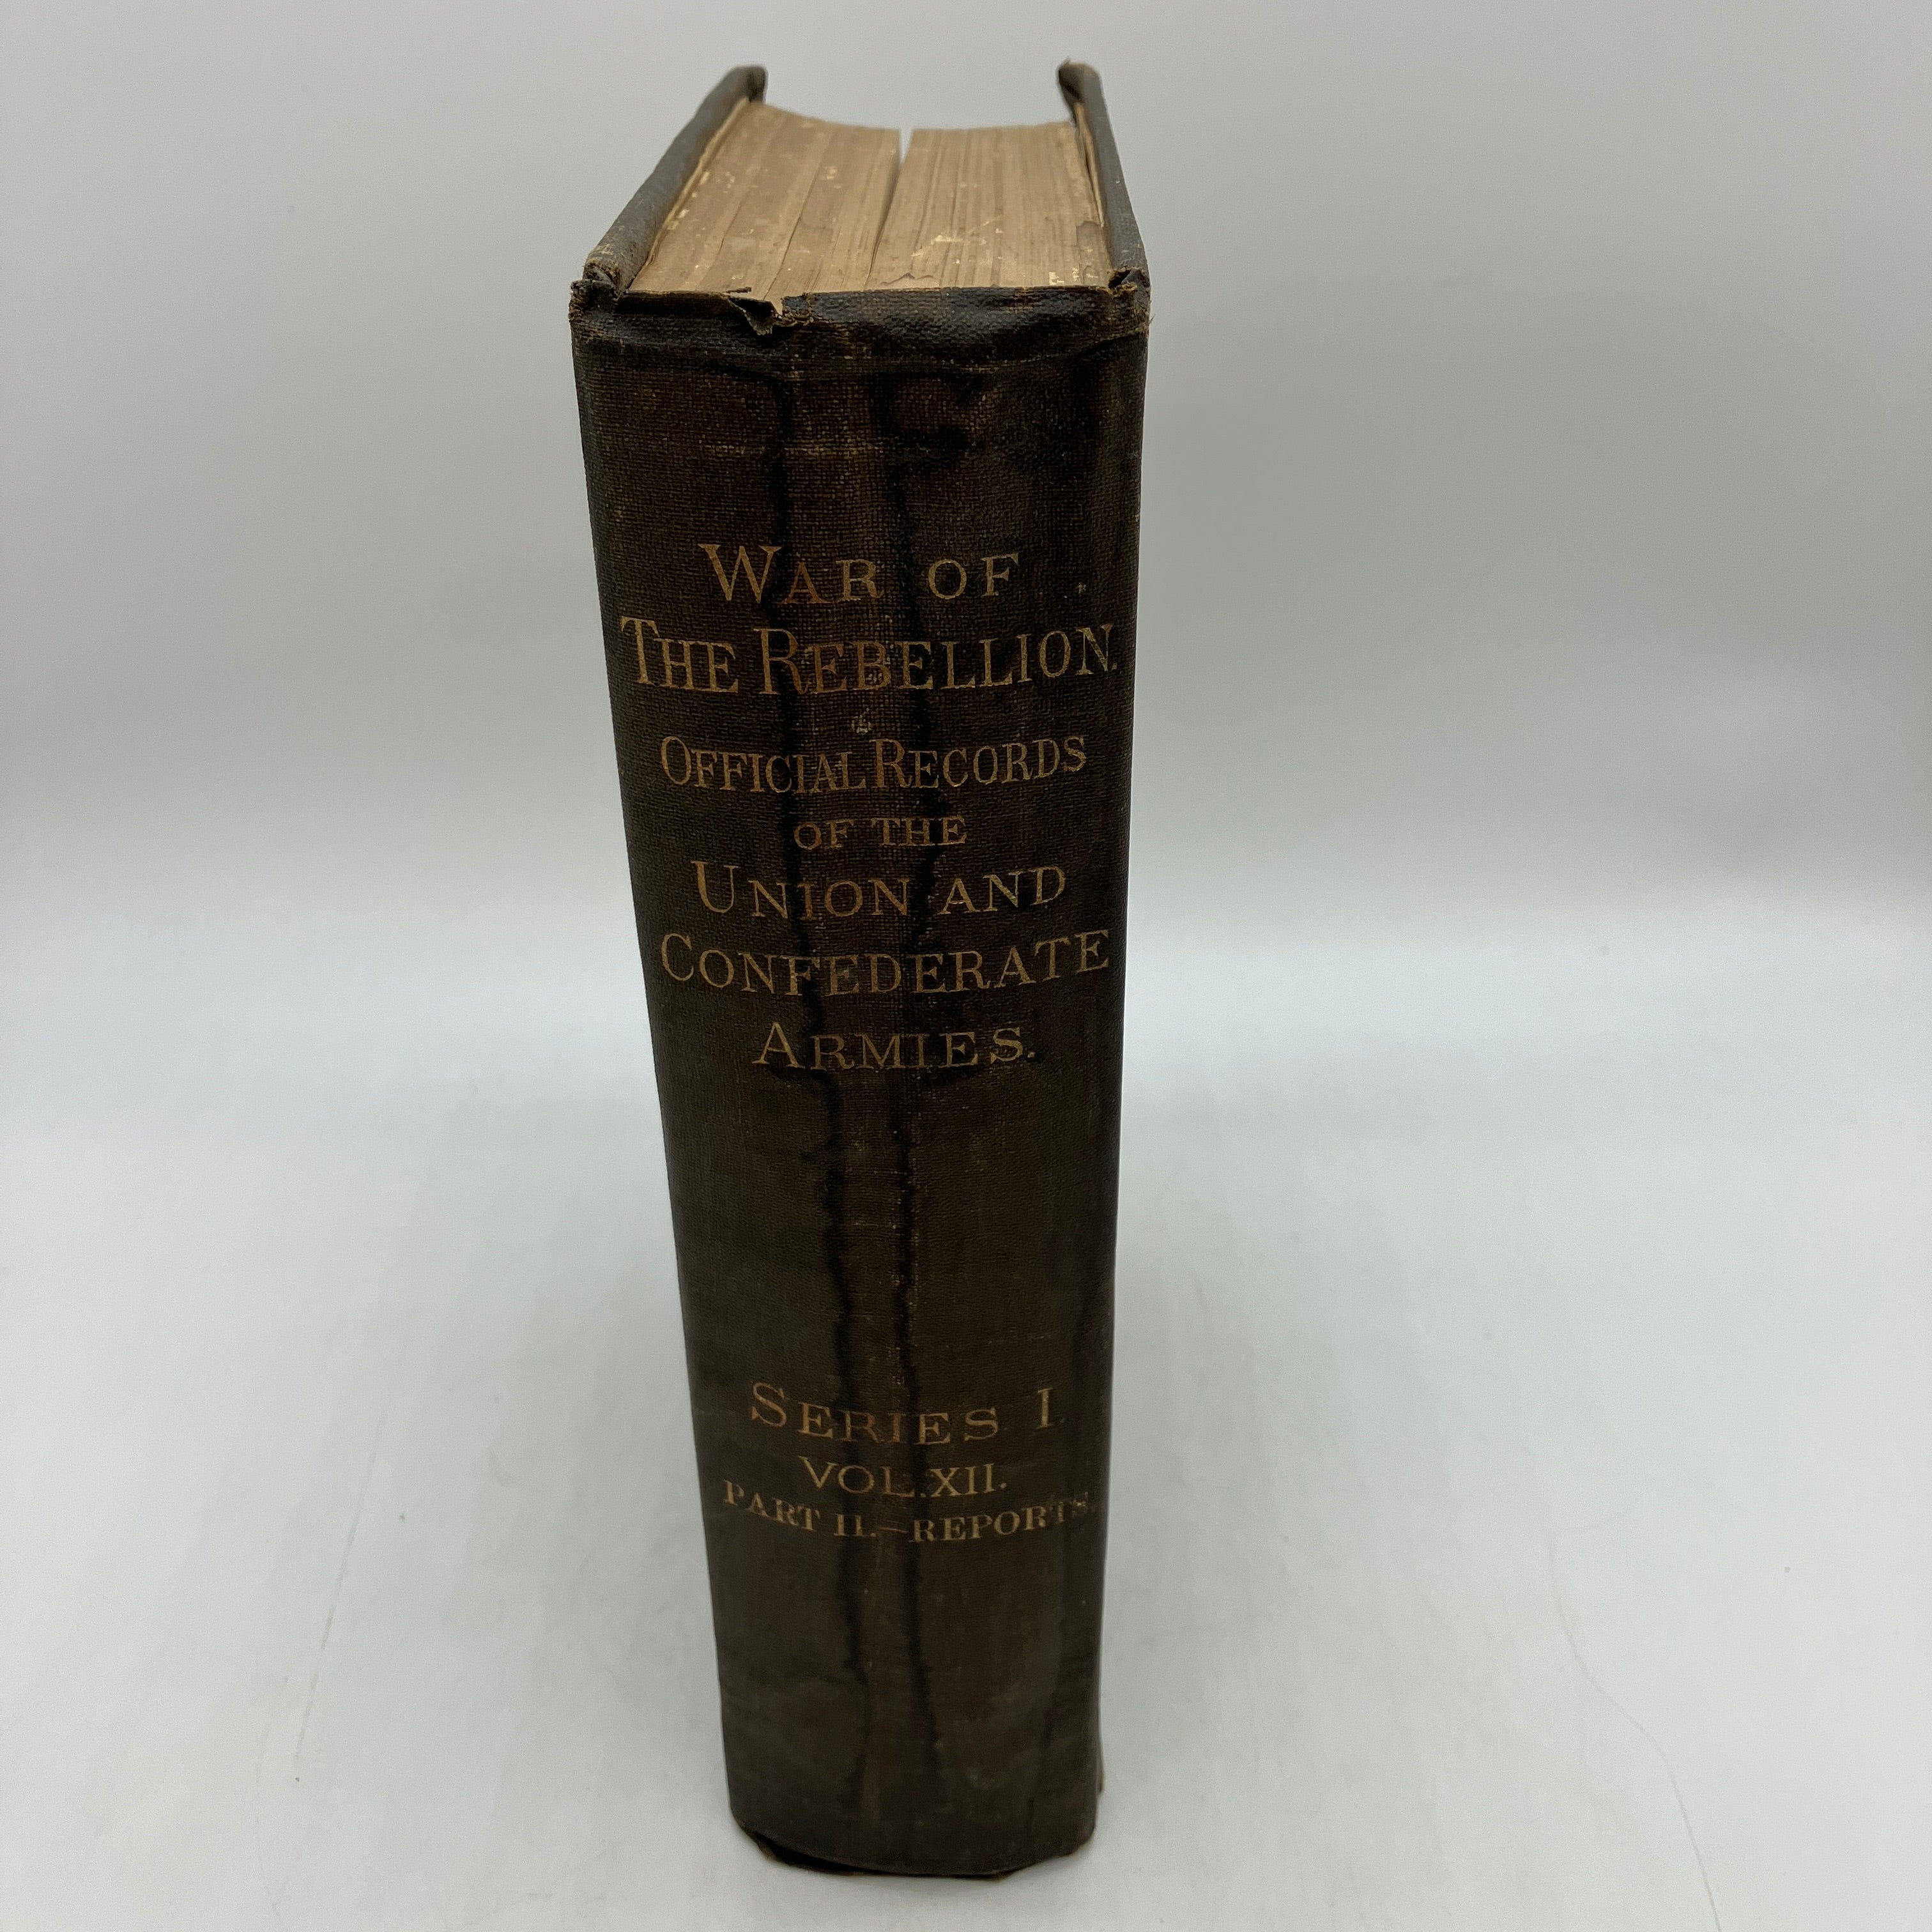 WAR OF
THE REBELLION.
OFFICIAL RECORDS
OF THE
UNION AND
CONFEDERATE
ARMIES.
SERIES I.
VOL. XII.
PART II.—REPORTS.